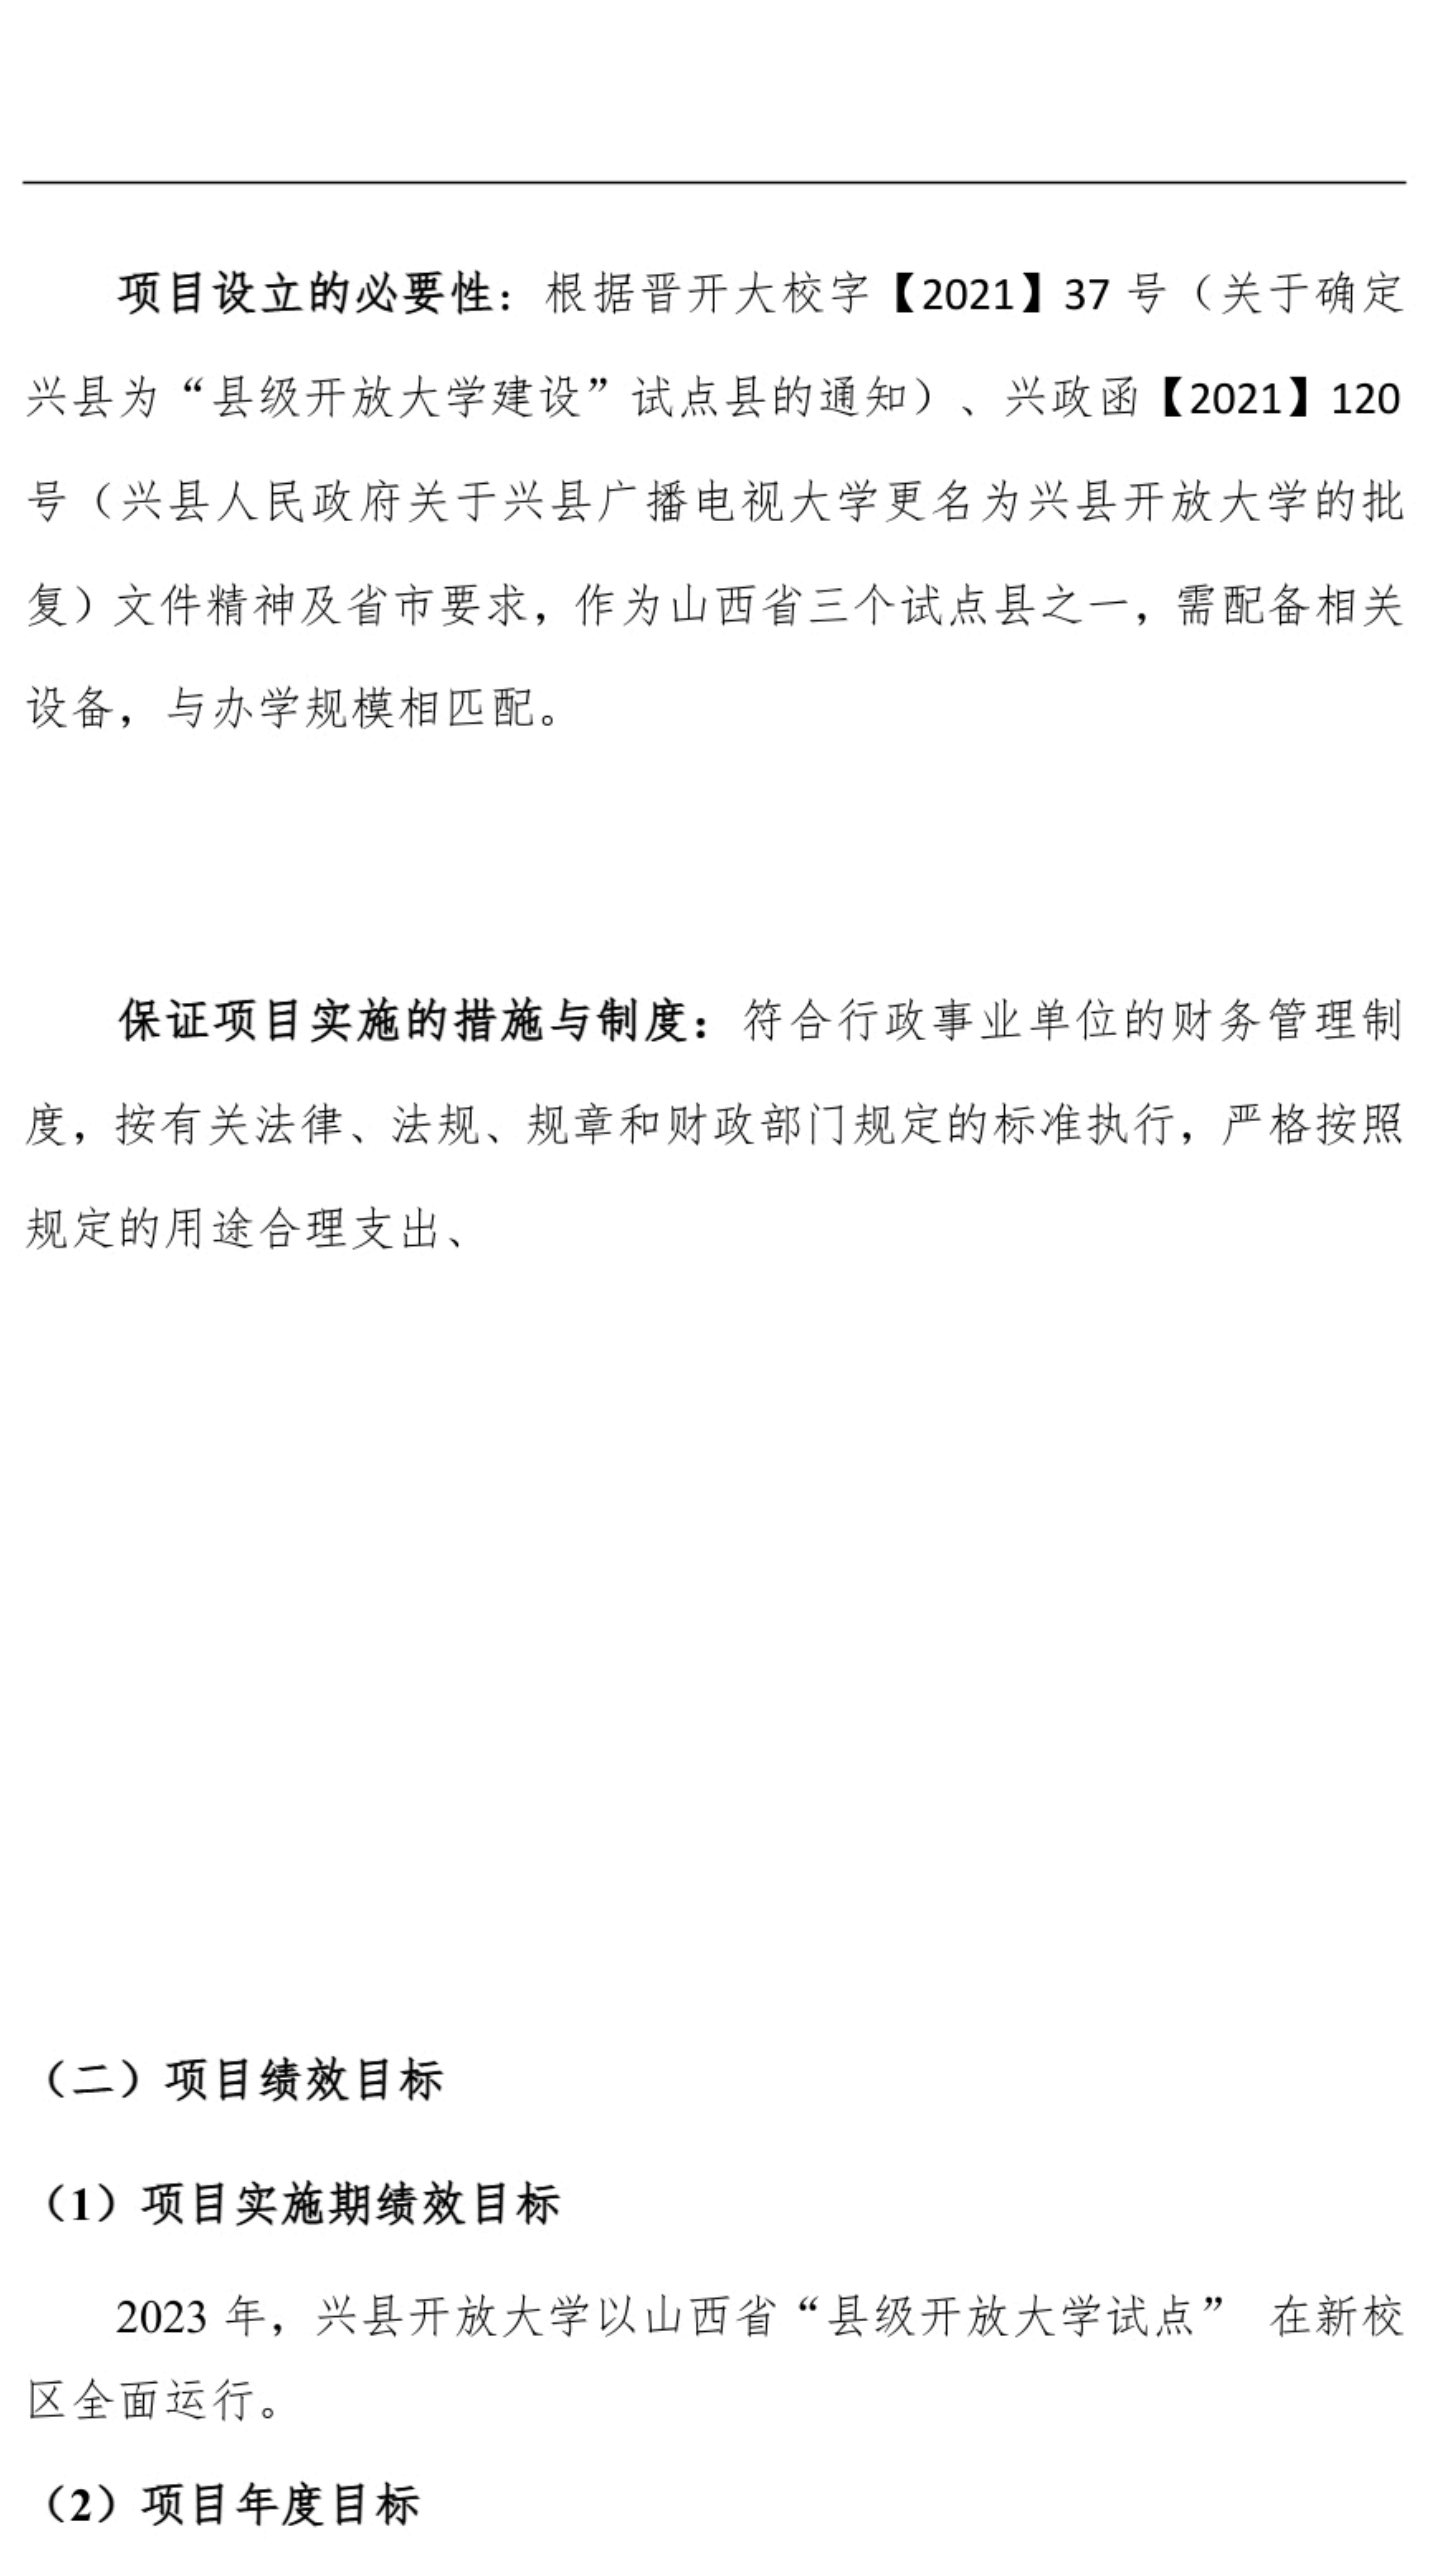 项目设立的必要性：根据晋开大校字【2021】37 号（关于确定
兴县为“县级开放大学建设”试点县的通知）、兴政函【2021】120
号（兴县人民政府关于兴县广播电视大学更名为兴县开放大学的批
复）文件精神及省市要求，作为山西省三个试点县之一，需配备相关
设备，与办学规模相匹配。
保证项目实施的措施与制度：符合行政事业单位的财务管理制
度，按有关法律、法规、规章和财政部门规定的标准执行，严格按照
规定的用途合理支出、
（二）项目绩效目标
（1）项目实施期绩效目标
2023 年，兴县开放大学以山西省“县级开放大学试点” 在新校
区全面运行。
（2）项目年度目标